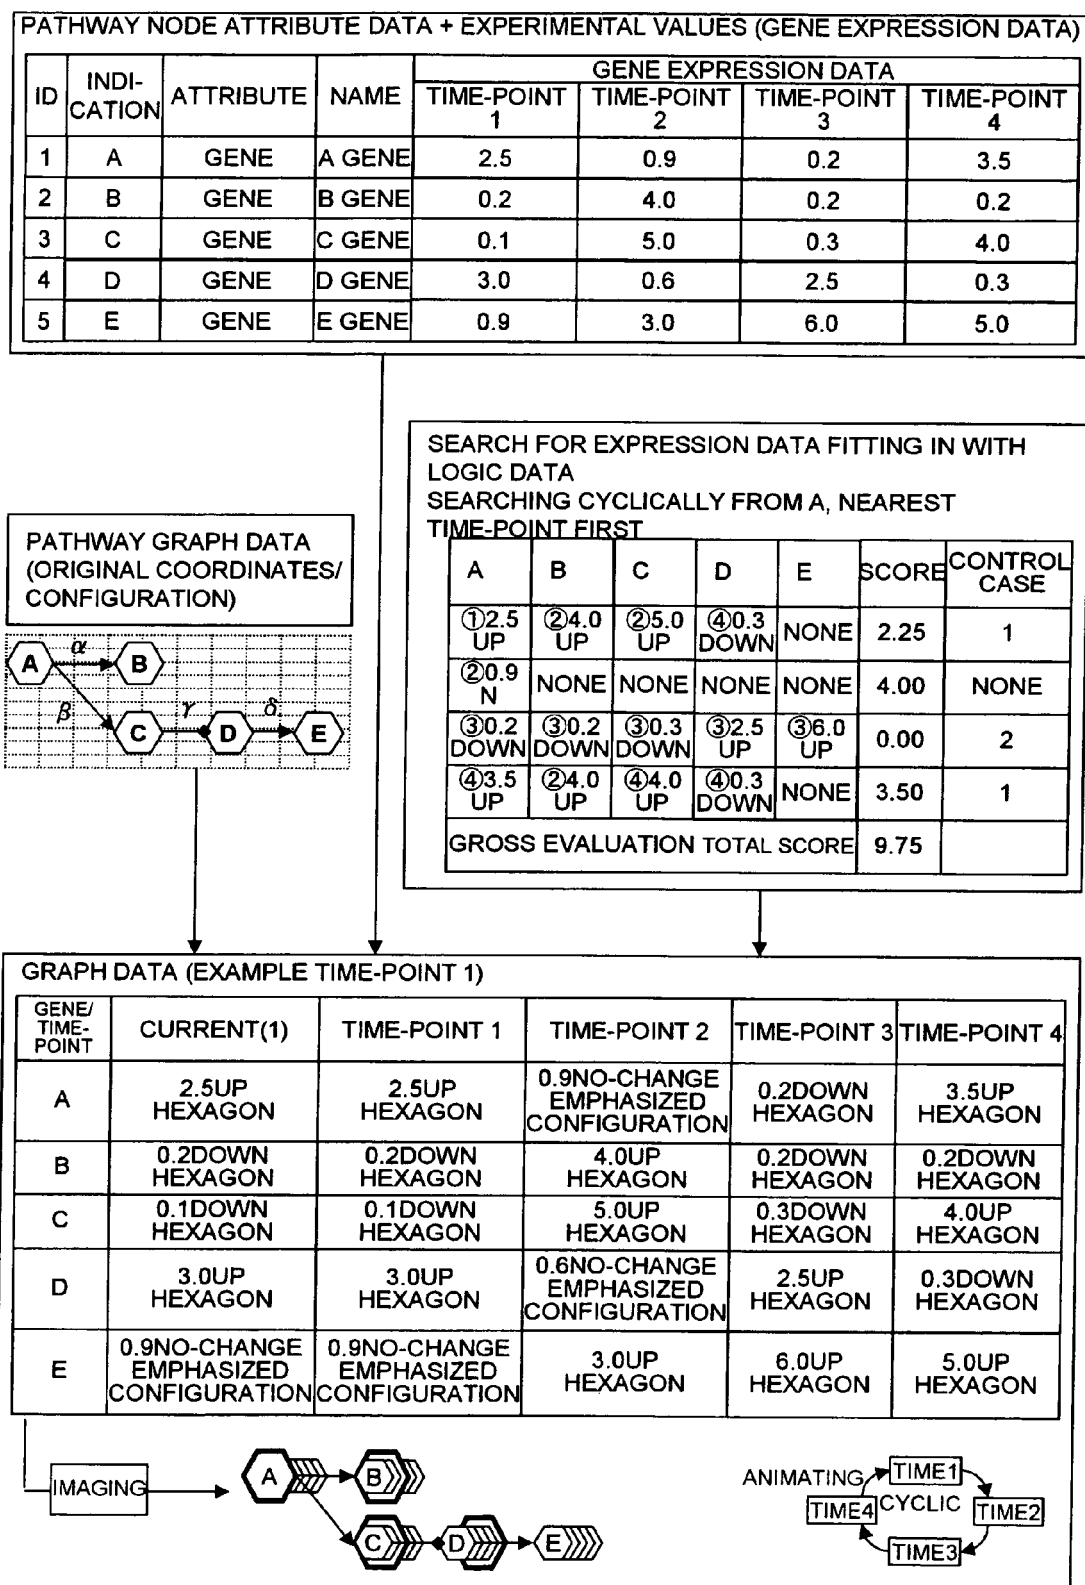 PATHWAY NODE ATTRIBUTE DATA + EXPERIMENTAL VALUES (GENE EXPRESSION DATA)
ID INDI-CATION ATTRIBUTE NAME GENE EXPRESSION DATA
TIME-POINT 1 TIME-POINT 2 TIME-POINT 3 TIME-POINT 4
1 A GENE A GENE 2.5 0.9 0.2 3.5
2 B GENE B GENE 0.2 4.0 0.2 0.2
3 C GENE C GENE 0.1 5.0 0.3 4.0
4 D GENE D GENE 3.0 0.6 2.5 0.3
5 E GENE E GENE 0.9 3.0 6.0 5.0
PATHWAY GRAPH DATA
(ORIGINAL COORDINATES/
CONFIGURATION)
A α B
β C γ D δ E
SEARCH FOR EXPRESSION DATA FITTING IN WITH
LOGIC DATA
SEARCHING CYCLICALLY FROM A, NEAREST
TIME-POINT FIRST
A B C D E SCORE CONTROL CASE
①2.5 UP ②4.0 UP ②5.0 UP ④0.3 DOWN NONE 2.25 1
②0.9 N NONE NONE NONE NONE 4.00 NONE
③0.2 DOWN ③0.2 DOWN ③0.3 DOWN ③2.5 UP ③6.0 UP 0.00 2
④3.5 UP ②4.0 UP ④4.0 UP ④0.3 DOWN NONE 3.50 1
GROSS EVALUATION TOTAL SCORE 9.75
GRAPH DATA (EXAMPLE TIME-POINT 1)
GENE/TIME-POINT CURRENT(1) TIME-POINT 1 TIME-POINT 2 TIME-POINT 3 TIME-POINT 4
A 2.5UP HEXAGON 2.5UP HEXAGON 0.9NO-CHANGE EMPHASIZED CONFIGURATION 0.2DOWN HEXAGON 3.5UP HEXAGON
B 0.2DOWN HEXAGON 0.2DOWN HEXAGON 4.0UP HEXAGON 0.2DOWN HEXAGON 0.2DOWN HEXAGON
C 0.1DOWN HEXAGON 0.1DOWN HEXAGON 5.0UP HEXAGON 0.3DOWN HEXAGON 4.0UP HEXAGON
D 3.0UP HEXAGON 3.0UP HEXAGON 0.6NO-CHANGE EMPHASIZED CONFIGURATION 2.5UP HEXAGON 0.3DOWN HEXAGON
E 0.9NO-CHANGE EMPHASIZED CONFIGURATION 0.9NO-CHANGE EMPHASIZED CONFIGURATION 3.0UP HEXAGON 6.0UP HEXAGON 5.0UP HEXAGON
IMAGING
A B
C D E
ANIMATING TIME1
TIME4 CYCLIC TIME2
TIME3